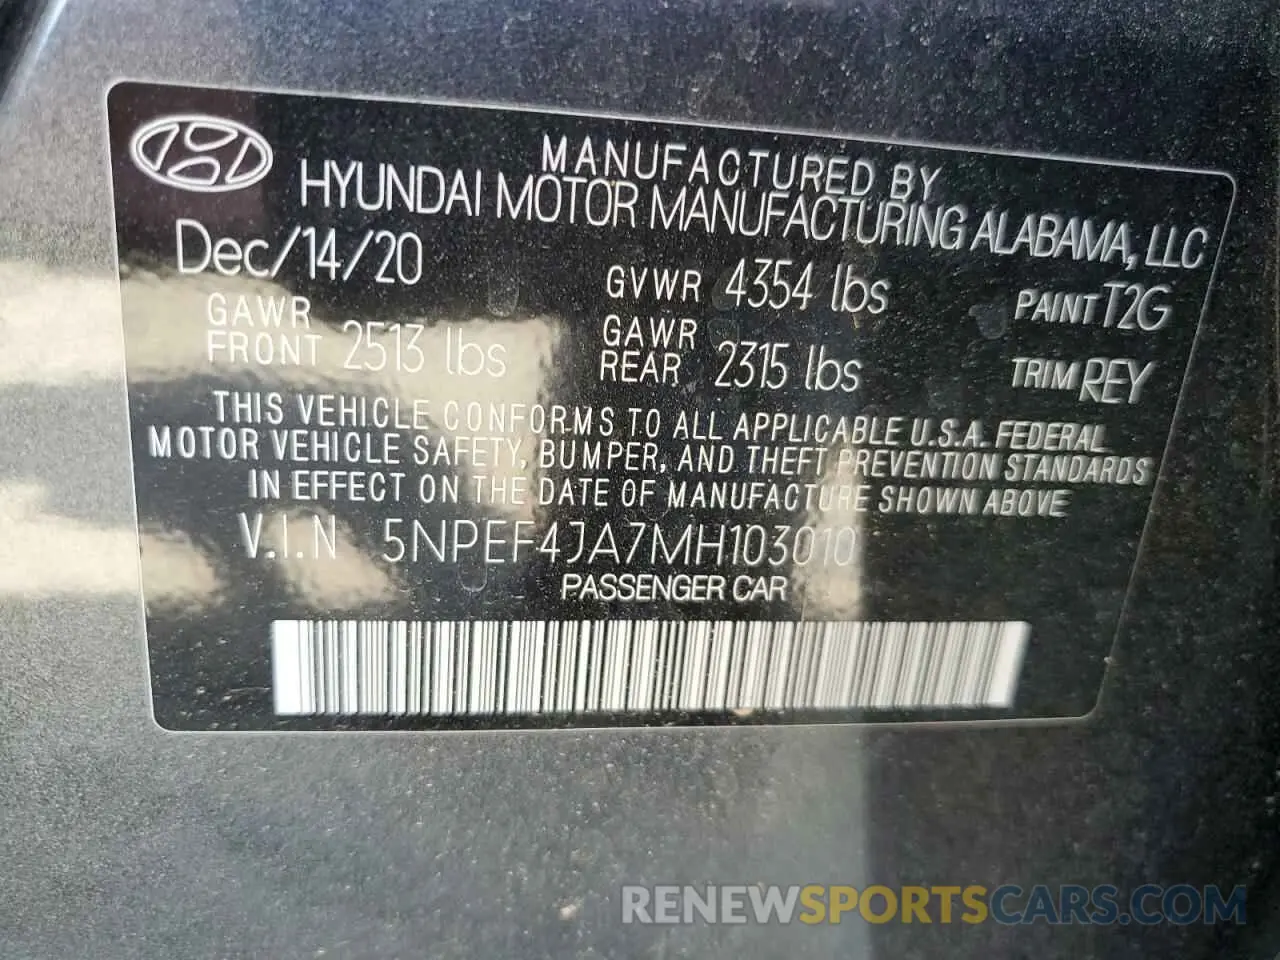 MANUFACTURED BY
HYUNDAI MOTOR MANUFACTURING ALABAMA, LLC
Dec/14/20 GVWR 4354 lbs PAINT T2G
GAWR FRONT 2513 lbs GAWR REAR 2315 lbs TRIM REY
THIS VEHICLE CONFORMS TO ALL APPLICABLE U.S.A. FEDERAL
MOTOR VEHICLE SAFETY, BUMPER, AND THEFT PREVENTION STANDARDS
IN EFFECT ON THE DATE OF MANUFACTURE SHOWN ABOVE
V.I.N 5NPEF4JA7MH103010
PASSENGER CAR
RENEWSPORTSCARS.COM